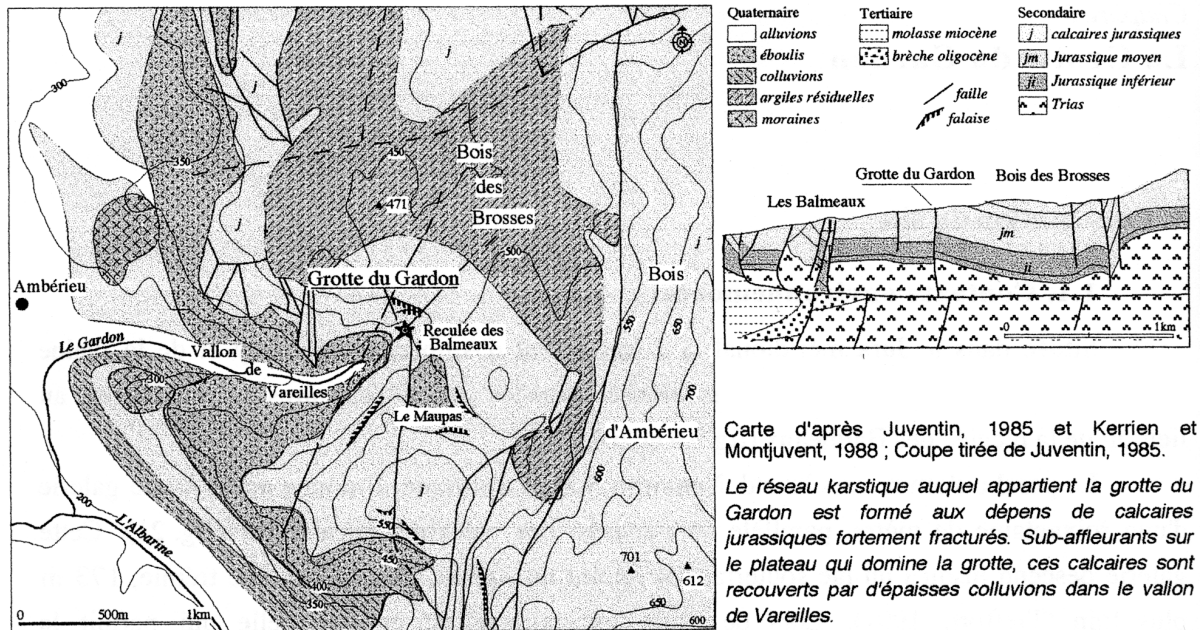 300
j
j
j
350
450
Bois
des
Brosses
471
j
500
j
Bois
d'Ambérieu
Grotte du Gardon
Ambérieu
Reculée des
Balmeaux
Le Gardon
Vallon
de
Vareilles
300
Le Maupas
550
650
700
600
200
L'Albarine
j
550
450
400
350
701
612
650
600
0 500m 1km
N
Quaternaire
alluvions
éboulis
colluvions
argiles résiduelles
moraines
Tertiaire
molasse miocène
brèche oligocène
faille
falaise
Secondaire
j calcaires jurassiques
jm Jurassique moyen
ji Jurassique inférieur
Trias
Grotte du Gardon Bois des Brosses
Les Balmeaux
jm
ji
0 1km
Carte d'après Juventin, 1985 et Kerrien et
Montjuvent, 1988 ; Coupe tirée de Juventin, 1985.
Le réseau karstique auquel appartient la grotte du
Gardon est formé aux dépens de calcaires
jurassiques fortement fracturés. Sub-affleurants sur
le plateau qui domine la grotte, ces calcaires sont
recouverts par d'épaisses colluvions dans le vallon
de Vareilles.